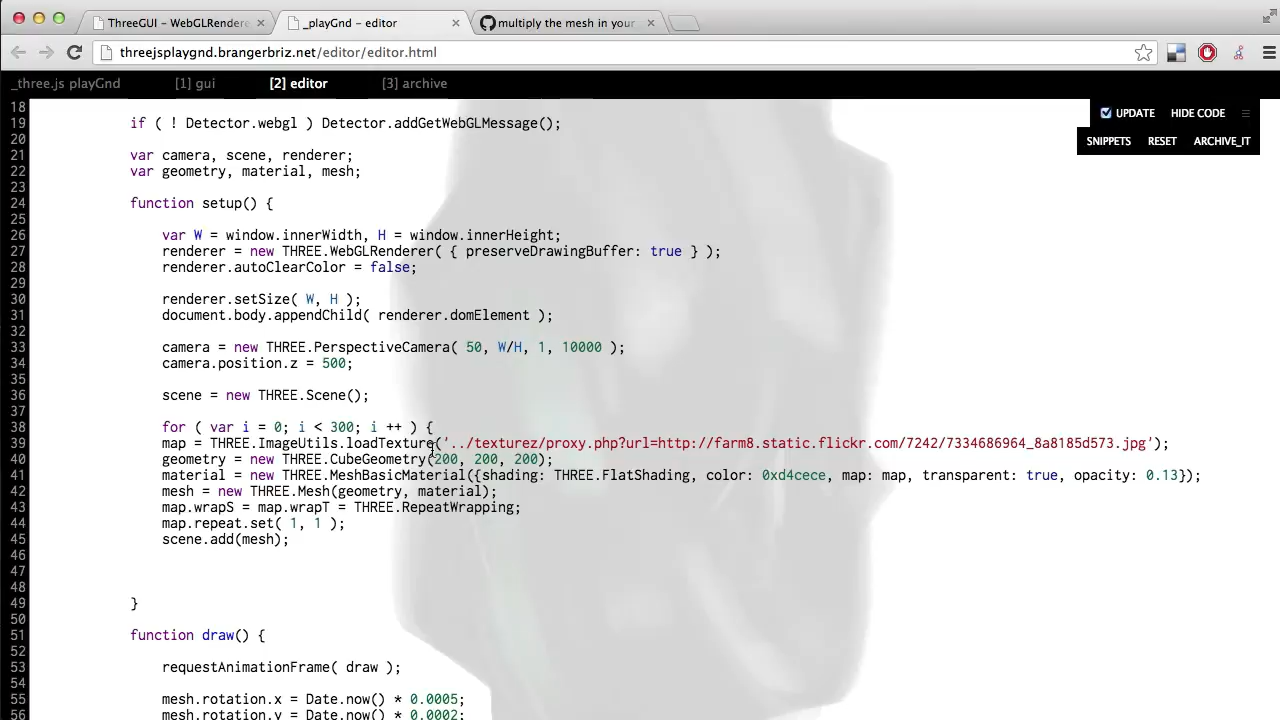 ThreeGUI – WebGLRendere
_playGnd - editor
multiply the mesh in your
threejsplaygnd.brangerbriz.net/editor/editor.html
_three.js playGnd [1] gui [2] editor [3] archive
UPDATE HIDE CODE
SNIPPETS RESET ARCHIVE_IT
18
19 if ( ! Detector.webgl ) Detector.addGetWebGLMessage();
20
21 var camera, scene, renderer;
22 var geometry, material, mesh;
23
24 function setup() {
25
26 var W = window.innerWidth, H = window.innerHeight;
27 renderer = new THREE.WebGLRenderer( { preserveDrawingBuffer: true } );
28 renderer.autoClearColor = false;
29
30 renderer.setSize( W, H );
31 document.body.appendChild( renderer.domElement );
32
33 camera = new THREE.PerspectiveCamera( 50, W/H, 1, 10000 );
34 camera.position.z = 500;
35
36 scene = new THREE.Scene();
37
38 for ( var i = 0; i < 300; i ++ ) {
39 map = THREE.ImageUtils.loadTexture('../texturez/proxy.php?url=http://farm8.static.flickr.com/7242/7334686964_8a8185d573.jpg');
40 geometry = new THREE.CubeGeometry(200, 200, 200);
41 material = new THREE.MeshBasicMaterial({shading: THREE.FlatShading, color: 0xd4cece, map: map, transparent: true, opacity: 0.13});
42 mesh = new THREE.Mesh(geometry, material);
43 map.wrapS = map.wrapT = THREE.RepeatWrapping;
44 map.repeat.set( 1, 1 );
45 scene.add(mesh);
46
47
48
49 }
50
51 function draw() {
52
53 requestAnimationFrame( draw );
54
55 mesh.rotation.x = Date.now() * 0.0005;
56 mesh.rotation.y = Date.now() * 0.0002;